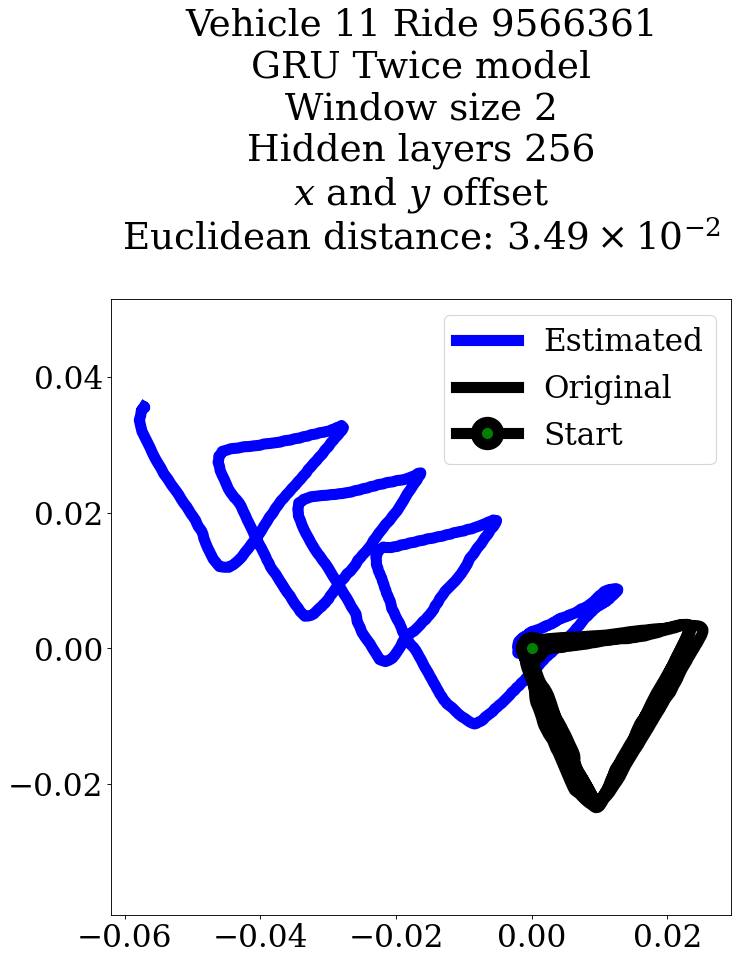 Vehicle 11 Ride 9566361
GRU Twice model
Window size 2
Hidden layers 256
x and y offset
Euclidean distance: 3.49 × 10⁻²
Estimated
Original
Start
0.04
0.02
0.00
−0.02
−0.06 −0.04 −0.02 0.00 0.02